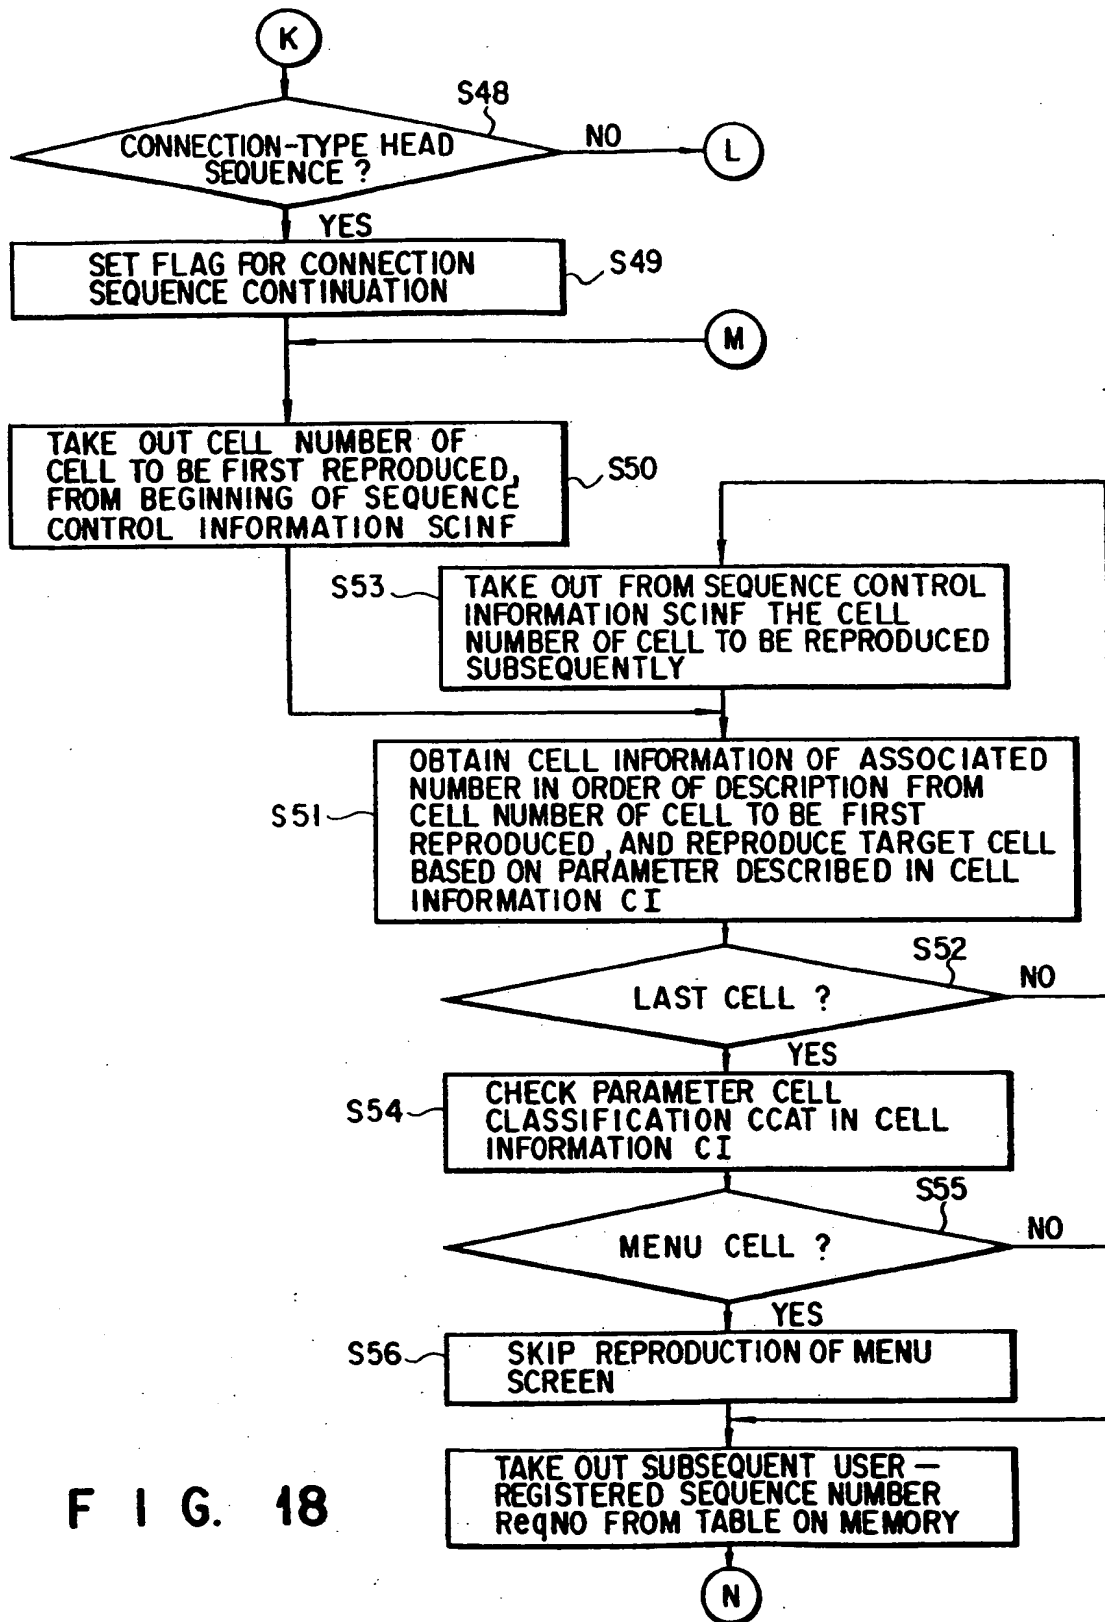 K
S48
CONNECTION-TYPE HEAD
SEQUENCE ?
NO
L
YES
SET FLAG FOR CONNECTION
SEQUENCE CONTINUATION
S49
M
TAKE OUT CELL NUMBER OF
CELL TO BE FIRST REPRODUCED,
FROM BEGINNING OF SEQUENCE
CONTROL INFORMATION SCINF
S50
S53
TAKE OUT FROM SEQUENCE CONTROL
INFORMATION SCINF THE CELL
NUMBER OF CELL TO BE REPRODUCED
SUBSEQUENTLY
S51
OBTAIN CELL INFORMATION OF ASSOCIATED
NUMBER IN ORDER OF DESCRIPTION FROM
CELL NUMBER OF CELL TO BE FIRST
REPRODUCED, AND REPRODUCE TARGET CELL
BASED ON PARAMETER DESCRIBED IN CELL
INFORMATION CI
S52
LAST CELL ?
NO
YES
S54
CHECK PARAMETER CELL
CLASSIFICATION CCAT IN CELL
INFORMATION CI
S55
MENU CELL ?
NO
YES
S56
SKIP REPRODUCTION OF MENU
SCREEN
TAKE OUT SUBSEQUENT USER—
REGISTERED SEQUENCE NUMBER
ReqNO FROM TABLE ON MEMORY
N
FIG. 18